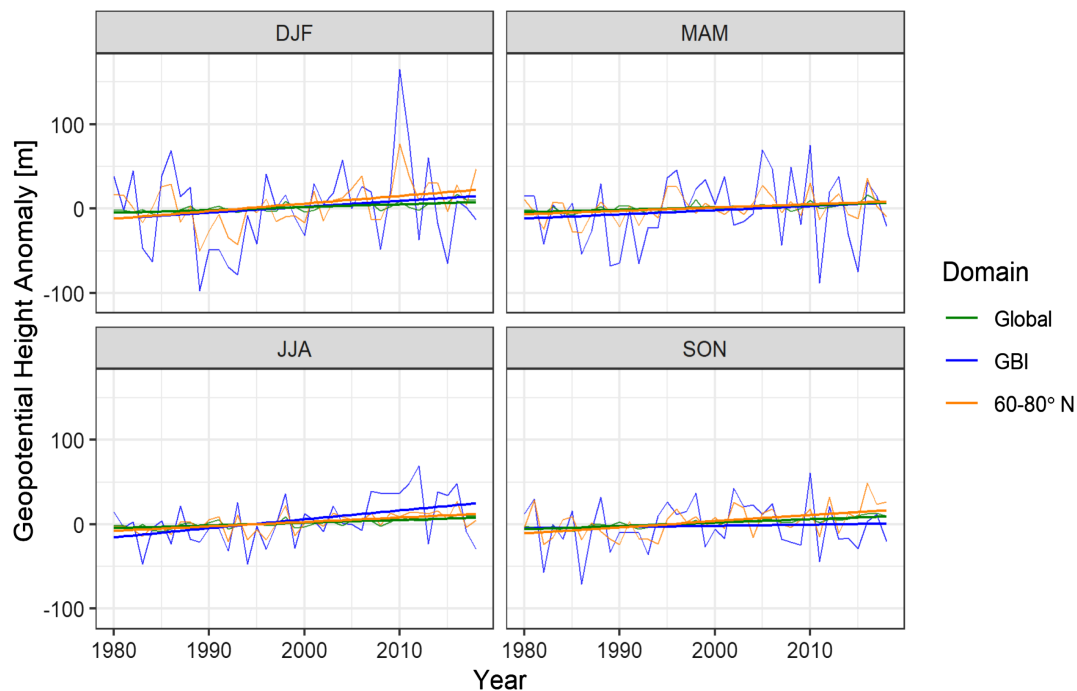 DJF
MAM
100
0
-100
JJA
SON
100
0
-100
1980
1990
2000
2010
1980
1990
2000
2010
Year
Geopotential Height Anomaly [m]
Domain
Global
GBI
60-80° N